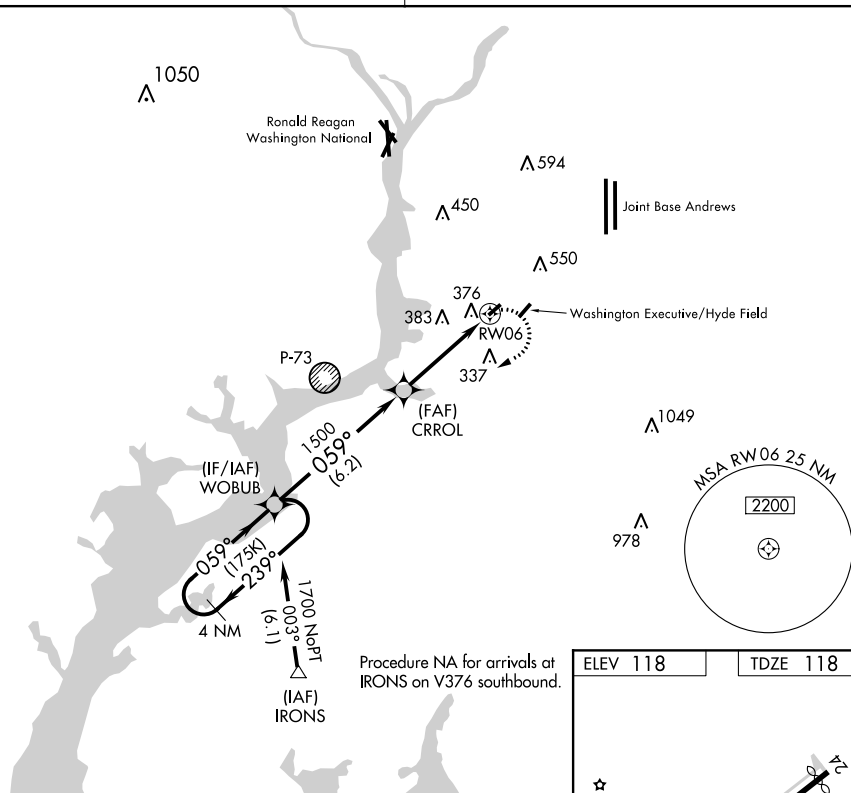 1050
Ronald Reagan
Washington National
594
450
Joint Base Andrews
550
376
383
RW06
Washington Executive/Hyde Field
337
P-73
(FAF)
CRROL
1500
059°
(6.2)
1049
(IF/IAF)
WOBUB
MSA RW 06 25 NM
2200
978
059°
(175K)
239°
4 NM
1700 NoPT
003°
(6.1)
(IAF)
IRONS
Procedure NA for arrivals at
IRONS on V376 southbound.
ELEV 118
TDZE 118
24